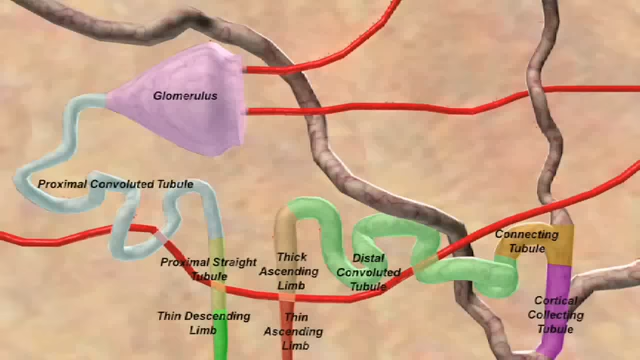 Glomerulus
Proximal Convoluted Tubule
Proximal Straight
Tubule
Thin Descending
Limb
Thick
Ascending
Limb
Thin
Ascending
Limb
Distal
Convoluted
Tubule
Connecting
Tubule
Cortical
Collecting
Tubule